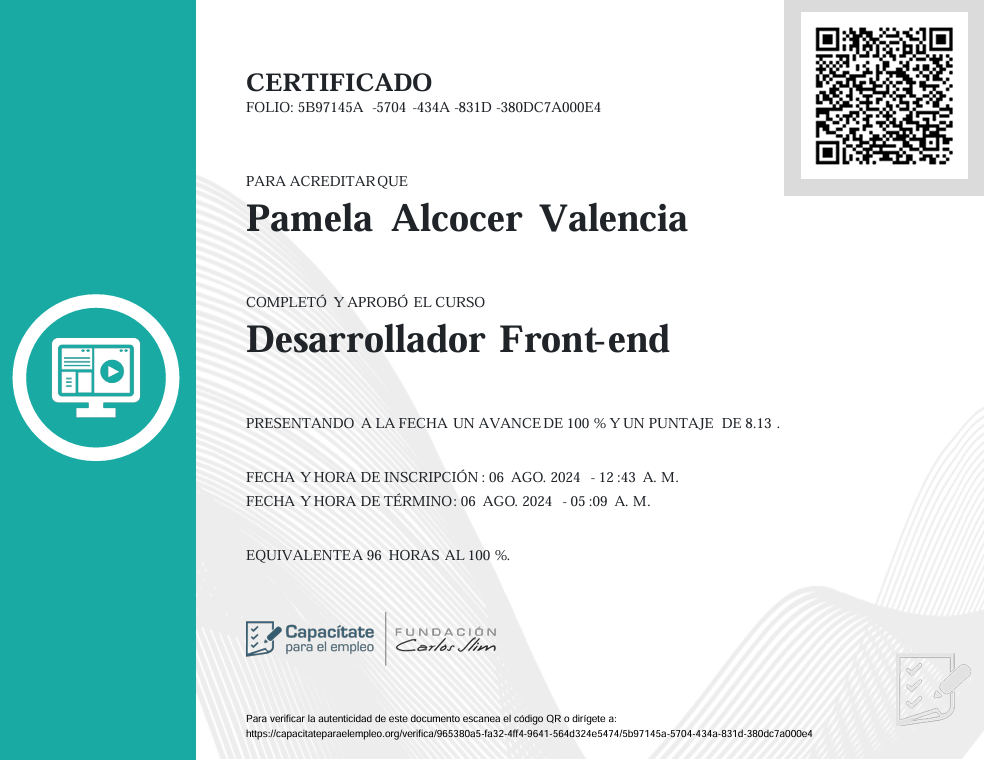 CERTIFICADO
FOLIO: 5B97145A -5704 -434A -831D -380DC7A000E4
PARA ACREDITAR QUE
Pamela Alcocer Valencia
COMPLETÓ Y APROBÓ EL CURSO
Desarrollador Front-end
PRESENTANDO A LA FECHA UN AVANCE DE 100 % Y UN PUNTAJE DE 8.13 .
FECHA Y HORA DE INSCRIPCIÓN : 06 AGO. 2024 - 12 :43 A. M.
FECHA Y HORA DE TÉRMINO: 06 AGO. 2024 - 05 :09 A. M.
EQUIVALENTE A 96 HORAS AL 100 %.
Capacítate
para el empleo
FUNDACIÓN
Carlos Slim
Para verificar la autenticidad de este documento escanea el código QR o dirígete a:
https://capacitateparaelempleo.org/verifica/965380a5-fa32-4ff4-9641-564d324e5474/5b97145a-5704-434a-831d-380dc7a000e4